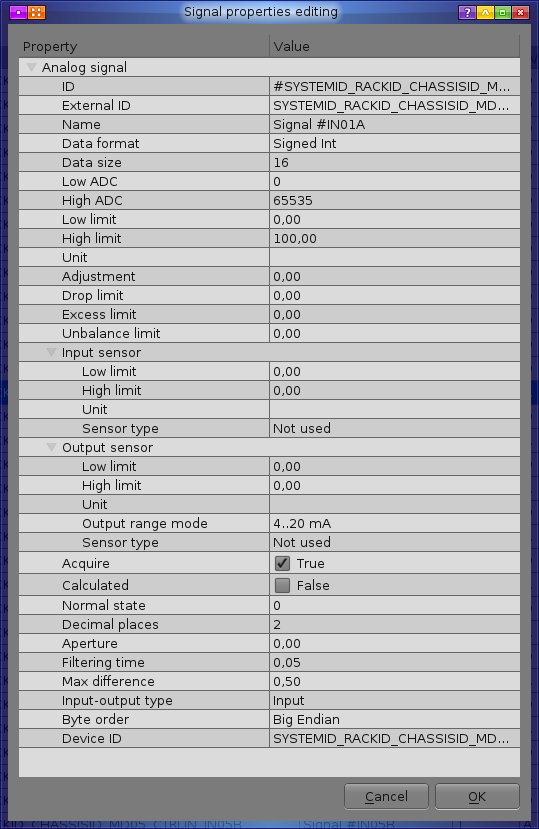 Signal properties editing
Property Value
Analog signal
ID #SYSTEMID_RACKID_CHASSISID_M...
External ID SYSTEMID_RACKID_CHASSISID_MD...
Name Signal #IN01A
Data format Signed Int
Data size 16
Low ADC 0
High ADC 65535
Low limit 0,00
High limit 100,00
Unit
Adjustment 0,00
Drop limit 0,00
Excess limit 0,00
Unbalance limit 0,00
Input sensor
Low limit 0,00
High limit 0,00
Unit
Sensor type Not used
Output sensor
Low limit 0,00
High limit 0,00
Unit
Output range mode 4..20 mA
Sensor type Not used
Acquire True
Calculated False
Normal state 0
Decimal places 2
Aperture 0,00
Filtering time 0,05
Max difference 0,50
Input-output type Input
Byte order Big Endian
Device ID SYSTEMID_RACKID_CHASSISID_MD...
Cancel OK